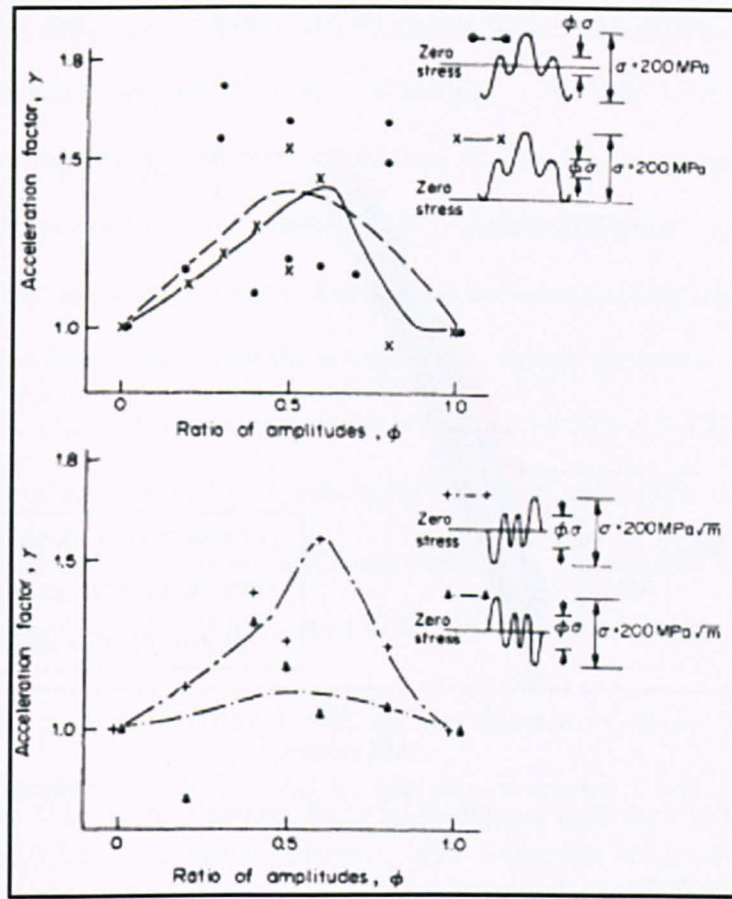 1.8
1.5
1.0
Acceleration factor, γ
0
0.5
1.0
Ratio of amplitudes, ϕ
Zero stress
ϕσ
σ = 200 MPa
Zero stress
ϕσ
σ = 200 MPa
1.8
1.5
1.0
Acceleration factor, γ
0
0.5
1.0
Ratio of amplitudes, ϕ
Zero stress
ϕσ
σ = 200 MPa√m
Zero stress
ϕσ
σ = 200 MPa√m